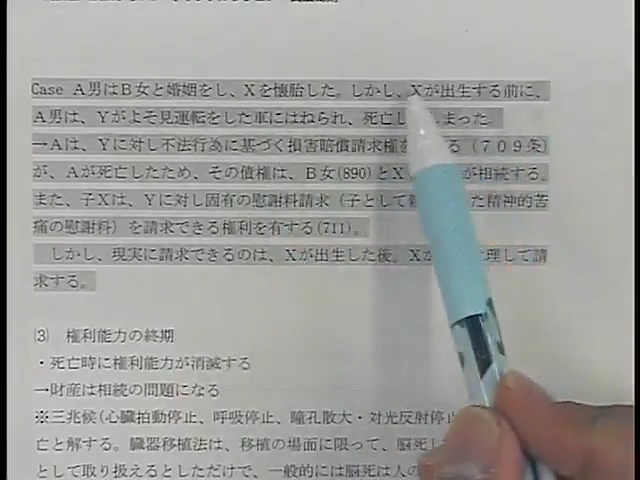 Case A男はB女と婚姻をし、Xを懐胎した。しかし、Xが出生する前に、
A男は、Yがよそ見運転をした車にはねられ、死亡し まった。
→Aは、Yに対し不法行為に基づく損害賠償請求権を る（７０９条）
が、Aが死亡したため、その債権は、B女(890)とX が相続する。
また、子Xは、Yに対し固有の慰謝料請求（子として た精神的苦
痛の慰謝料）を請求できる権利を有する(711)。
しかし、現実に請求できるのは、Xが出生した後。X 理して請
求する。
(3) 権利能力の終期
・死亡時に権利能力が消滅する
→財産は相続の問題になる
※三兆候(心臓拍動停止、呼吸停止、瞳孔散大・対光反射停
亡と解する。臓器移植法は、移植の場面に限って、脳死
として取り扱えるとしただけで、一般的には脳死は人の